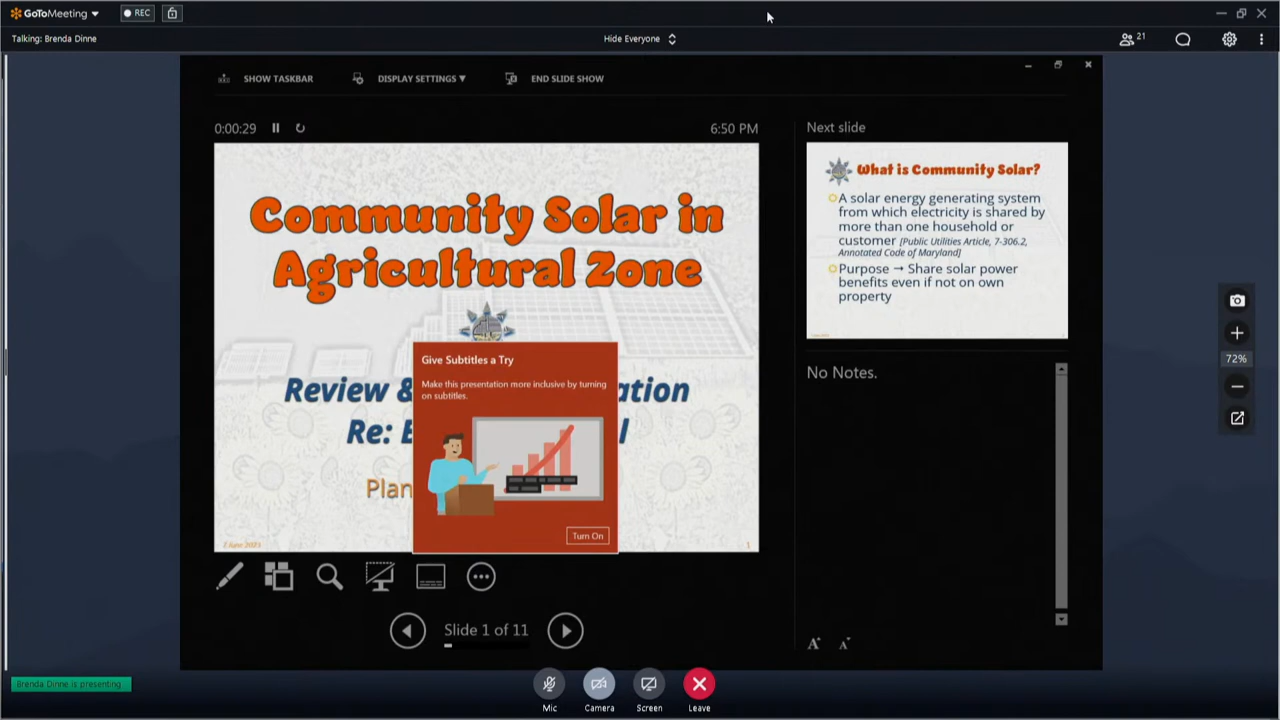 GoToMeeting
REC
Talking: Brenda Dinne
Hide Everyone
21
SHOW TASKBAR
DISPLAY SETTINGS ▼
END SLIDE SHOW
0:00:29
6:50 PM
Next slide
Community Solar in
Agricultural Zone
Review &
ation
Re:
l
Plan
1
Give Subtitles a Try
Make this presentation more inclusive by turning
on subtitles.
Turn On
What is Community Solar?
A solar energy generating system
from which electricity is shared by
more than one household or
customer [Public Utilities Article, 7-306.2,
Annotated Code of Maryland]
Purpose → Share solar power
benefits even if not on own
property
No Notes.
72%
Slide 1 of 11
A A
Brenda Dinne is presenting
Mic
Camera
Screen
Leave